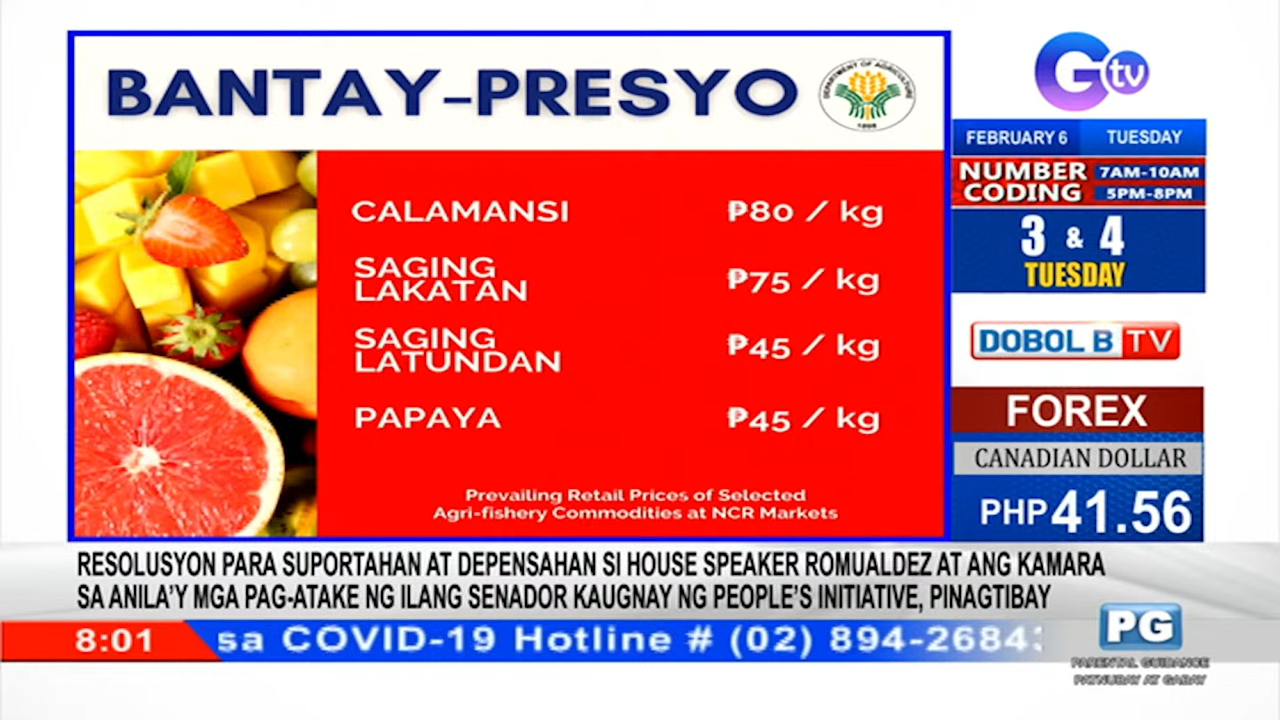 BANTAY-PRESYO
DEPARTMENT OF AGRICULTURE
1898
CALAMANSI ₱80 / kg
SAGING
LAKATAN ₱75 / kg
SAGING
LATUNDAN ₱45 / kg
PAPAYA ₱45 / kg
Prevailing Retail Prices of Selected
Agri-fishery Commodities at NCR Markets
Gtv
FEBRUARY 6 TUESDAY
NUMBER CODING
7AM-10AM
5PM-8PM
3 & 4
TUESDAY
DOBOL B TV
FOREX
CANADIAN DOLLAR
PHP 41.56
RESOLUSYON PARA SUPORTAHAN AT DEPENSAHAN SI HOUSE SPEAKER ROMUALDEZ AT ANG KAMARA
SA ANILA'Y MGA PAG-ATAKE NG ILANG SENADOR KAUGNAY NG PEOPLE'S INITIATIVE, PINAGTIBAY
8:01 sa COVID-19 Hotline # (02) 894-2684
PG
PARENTAL GUIDANCE
PATNUBAY AT GABAY